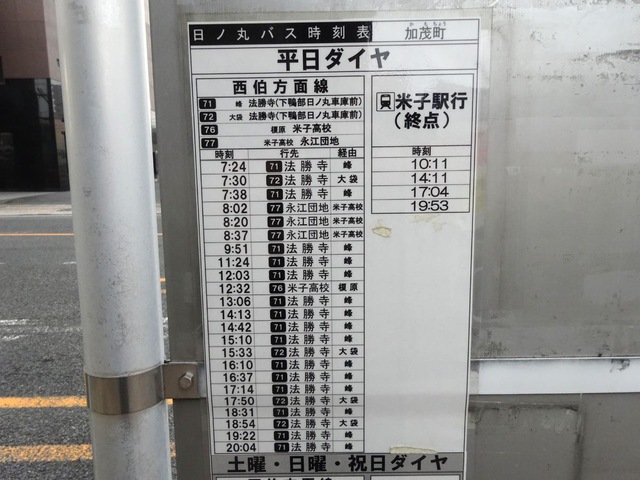 日ノ丸バス時刻表
かもちょう
加茂町
平日ダイヤ
西伯方面線
71 峰 法勝寺(下鴨部日ノ丸車庫前)
72 大袋 法勝寺(下鴨部日ノ丸車庫前)
76 榎原 米子高校
77 米子高校 永江団地
時刻 行先 経由
7:24 71 法勝寺 峰
7:30 72 法勝寺 大袋
7:38 71 法勝寺 峰
8:02 77 永江団地 米子高校
8:20 77 永江団地 米子高校
8:37 77 永江団地 米子高校
9:51 71 法勝寺 峰
11:24 71 法勝寺 峰
12:03 71 法勝寺 峰
12:32 76 米子高校 榎原
13:06 71 法勝寺 峰
14:13 71 法勝寺 峰
14:42 71 法勝寺 峰
15:10 71 法勝寺 峰
15:33 72 法勝寺 大袋
16:10 71 法勝寺 峰
16:37 71 法勝寺 峰
17:14 71 法勝寺 峰
17:50 72 法勝寺 大袋
18:31 71 法勝寺 峰
18:54 72 法勝寺 大袋
19:22 71 法勝寺 峰
20:04 71 法勝寺 峰
米子駅行
(終点)
時刻
10:11
14:11
17:04
19:53
土曜・日曜・祝日ダイヤ